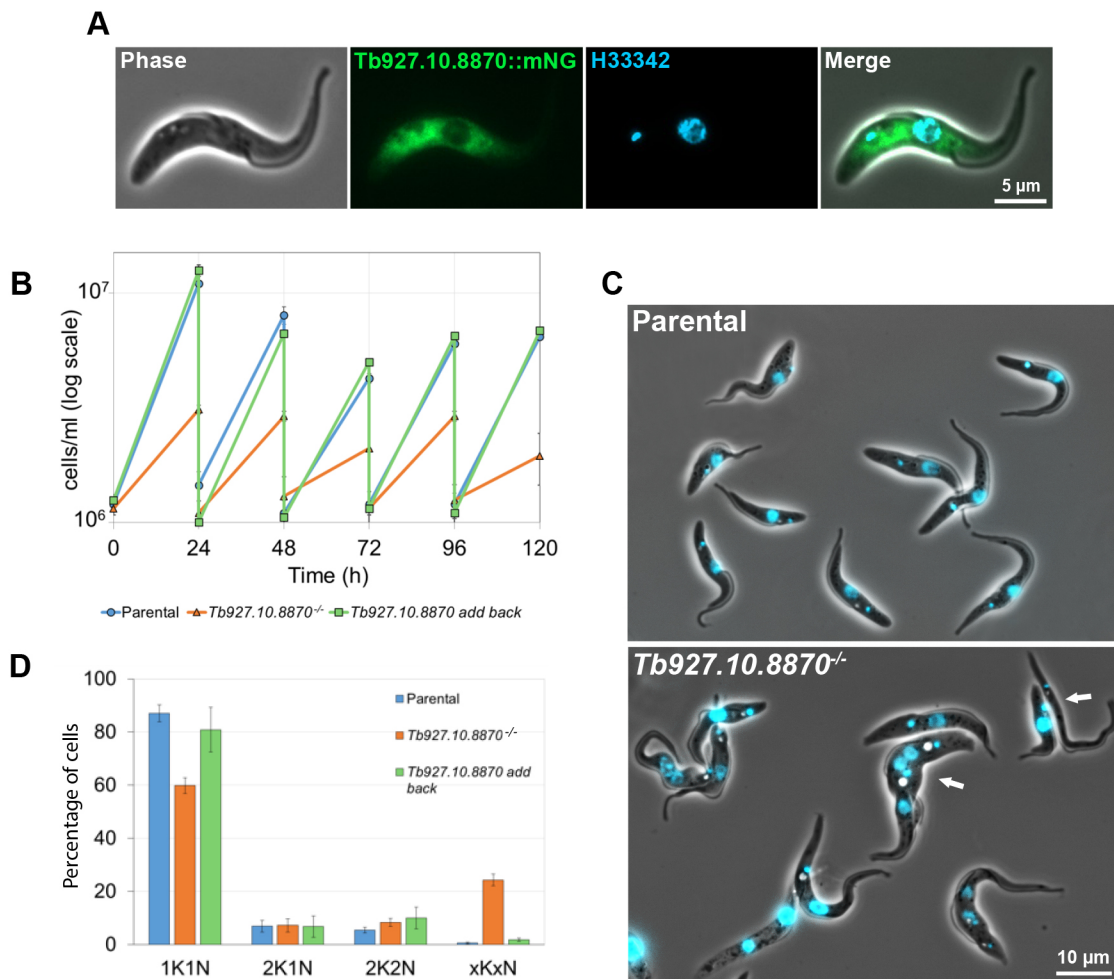 A
Phase
Tb927.10.8870::mNG
H33342
Merge
5 µm
B
cells/ml (log scale)
10⁷
10⁶
0 24 48 72 96 120
Time (h)
Parental Tb927.10.8870⁻/⁻ Tb927.10.8870 add back
C
Parental
Tb927.10.8870⁻/⁻
10 µm
D
Percentage of cells
100
80
60
40
20
0
Parental
Tb927.10.8870⁻/⁻
Tb927.10.8870 add
back
1K1N 2K1N 2K2N xKxN